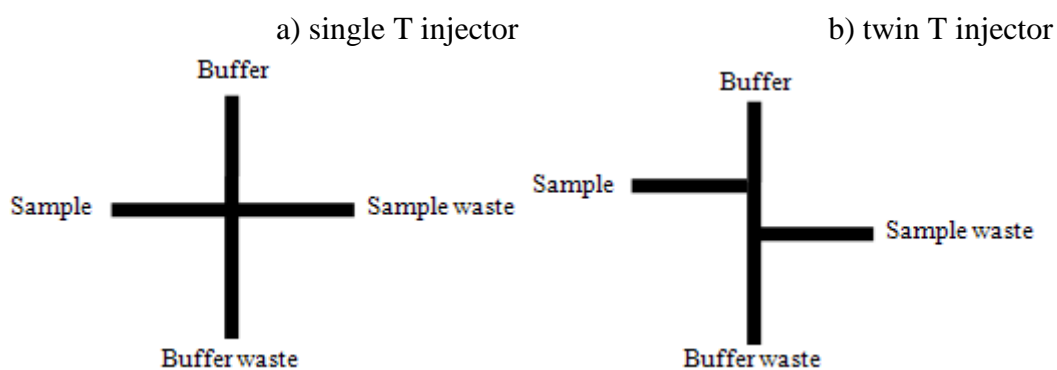 a) single T injector
Buffer
Sample
Sample waste
Buffer waste
b) twin T injector
Buffer
Sample
Sample waste
Buffer waste